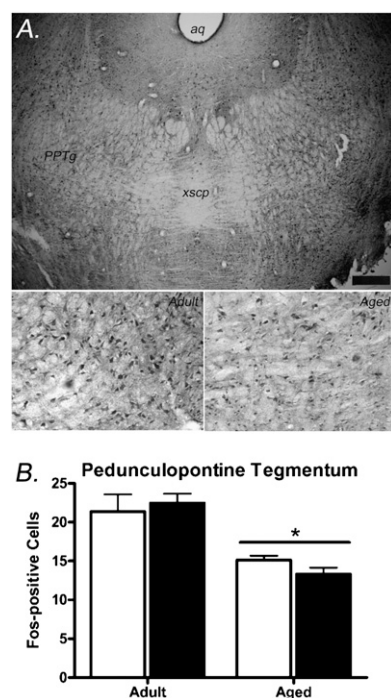 A.
aq
PPTg
xscp
Adult
Aged
B.
Pedunculopontine Tegmentum
Fos-positive Cells
25
20
15
10
5
0
*
Adult
Aged